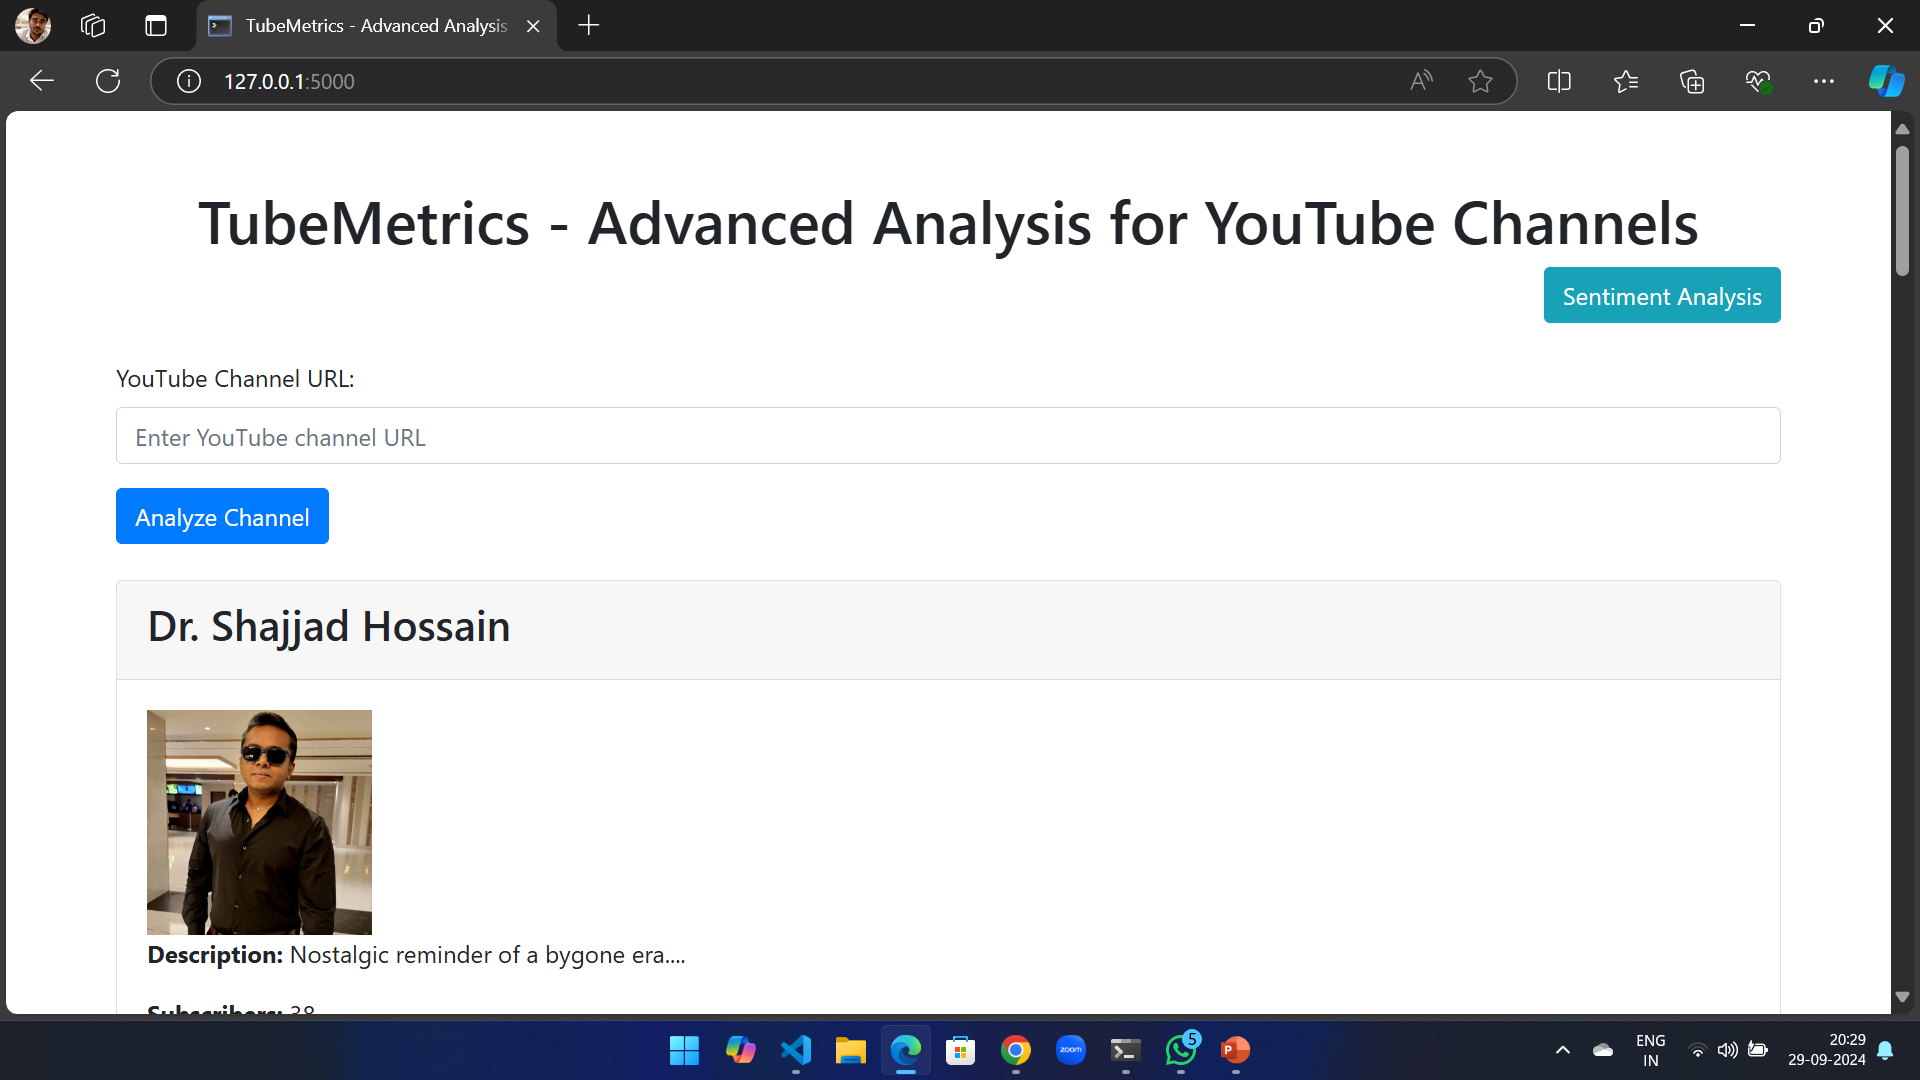 TubeMetrics - Advanced Analysis
127.0.0.1:5000
TubeMetrics - Advanced Analysis for YouTube Channels
Sentiment Analysis
YouTube Channel URL:
Enter YouTube channel URL
Analyze Channel
Dr. Shajjad Hossain
Description: Nostalgic reminder of a bygone era....
Subscribers: 38
zoom
5
P
ENG
IN
20:29
29-09-2024